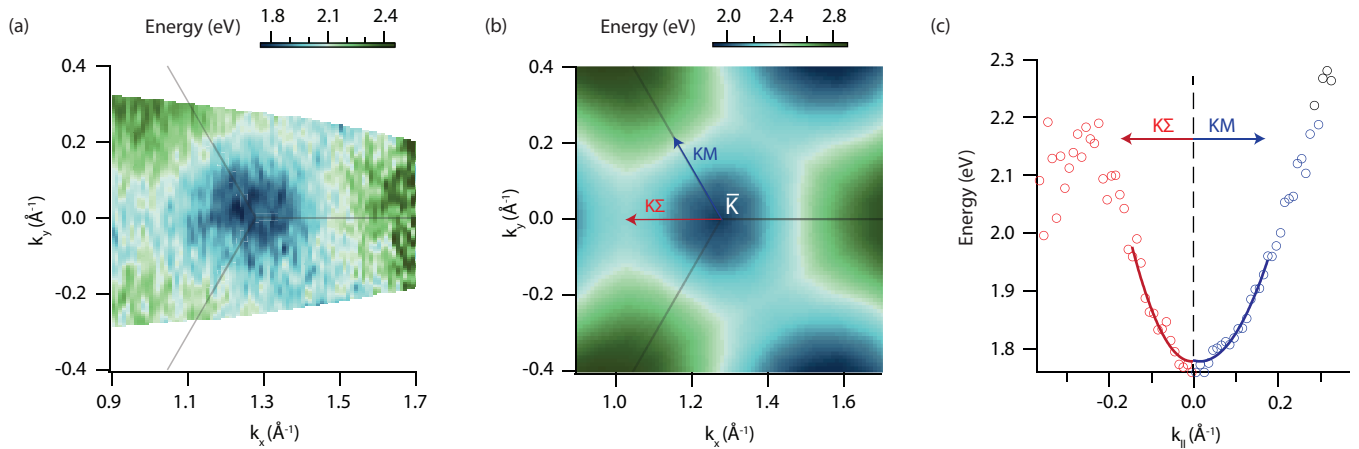 (a)
Energy (eV)
1.8 2.1 2.4
0.4
0.2
0.0
-0.2
-0.4
k_y (Å⁻¹)
0.9 1.1 1.3 1.5 1.7
k_x (Å⁻¹)
(b)
Energy (eV)
2.0 2.4 2.8
0.4
0.2
0.0
-0.2
-0.4
k_y (Å⁻¹)
KM
K̅
KΣ
1.0 1.2 1.4 1.6
k_x (Å⁻¹)
(c)
2.3
2.2
2.1
2.0
1.9
1.8
Energy (eV)
KΣ KM
-0.2 0.0 0.2
k_|| (Å⁻¹)